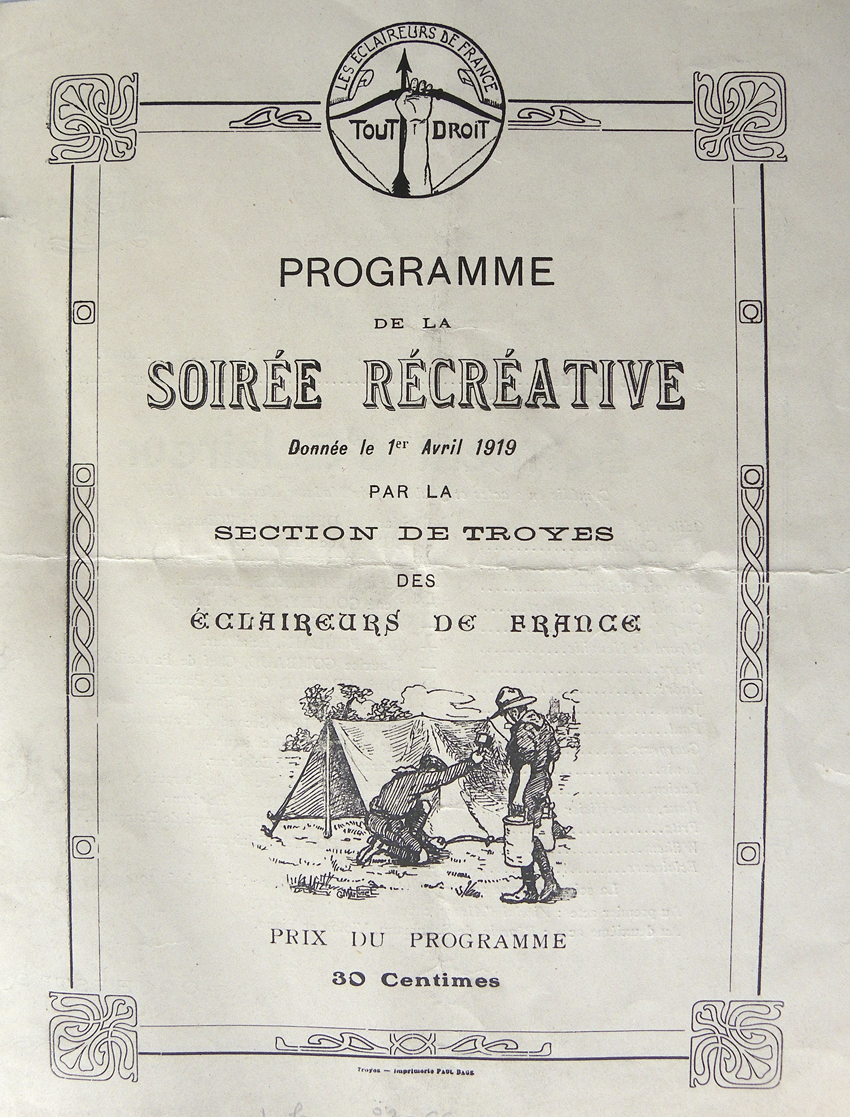 LES ECLAIREURS DE FRANCE
TOUT DROIT
PROGRAMME
DE LA
SOIRÉE RÉCRÉATIVE
Donnée le 1er Avril 1919
PAR LA
SECTION DE TROYES
DES
ÉCLAIREURS DE FRANCE
PRIX DU PROGRAMME
30 Centimes
Troyes — Imprimerie PAUL DAGE